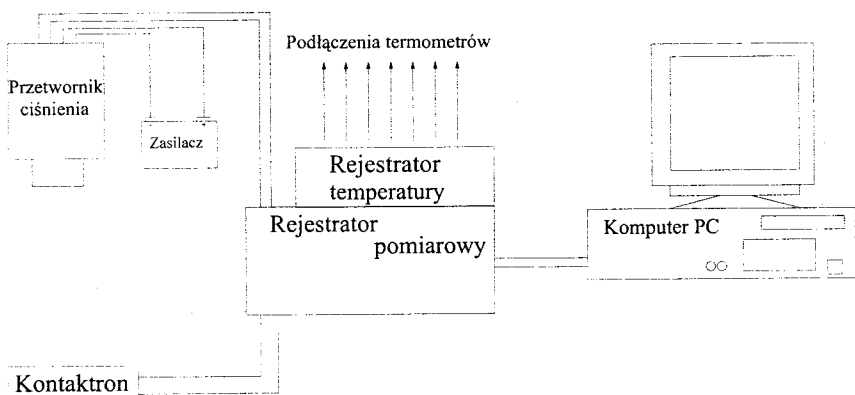 Podłączenia termometrów
Przetwornik
ciśnienia
Zasilacz
Rejestrator
temperatury
Rejestrator
pomiarowy
Komputer PC
Kontaktron